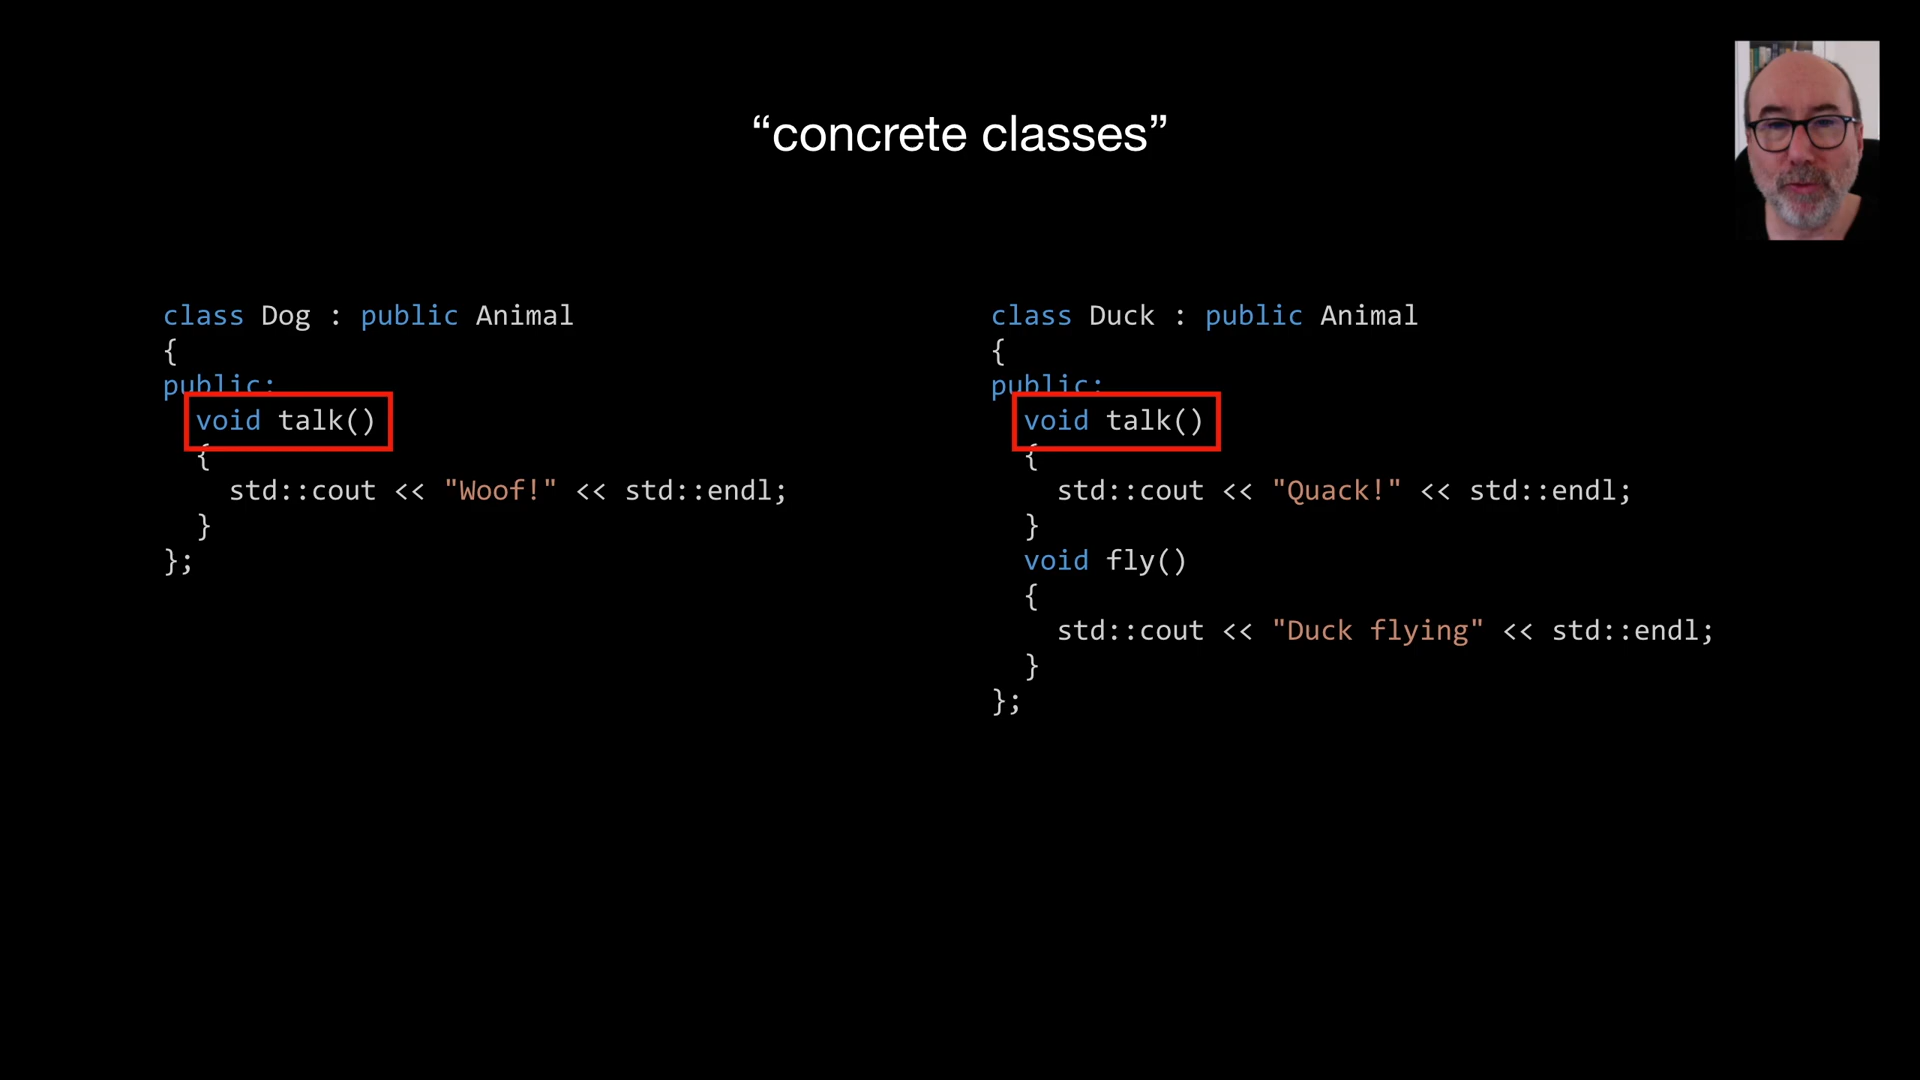 “concrete classes”
class Dog : public Animal
{
public:
void talk()
{
std::cout << "Woof!" << std::endl;
}
};
class Duck : public Animal
{
public:
void talk()
{
std::cout << "Quack!" << std::endl;
}
void fly()
{
std::cout << "Duck flying" << std::endl;
}
};